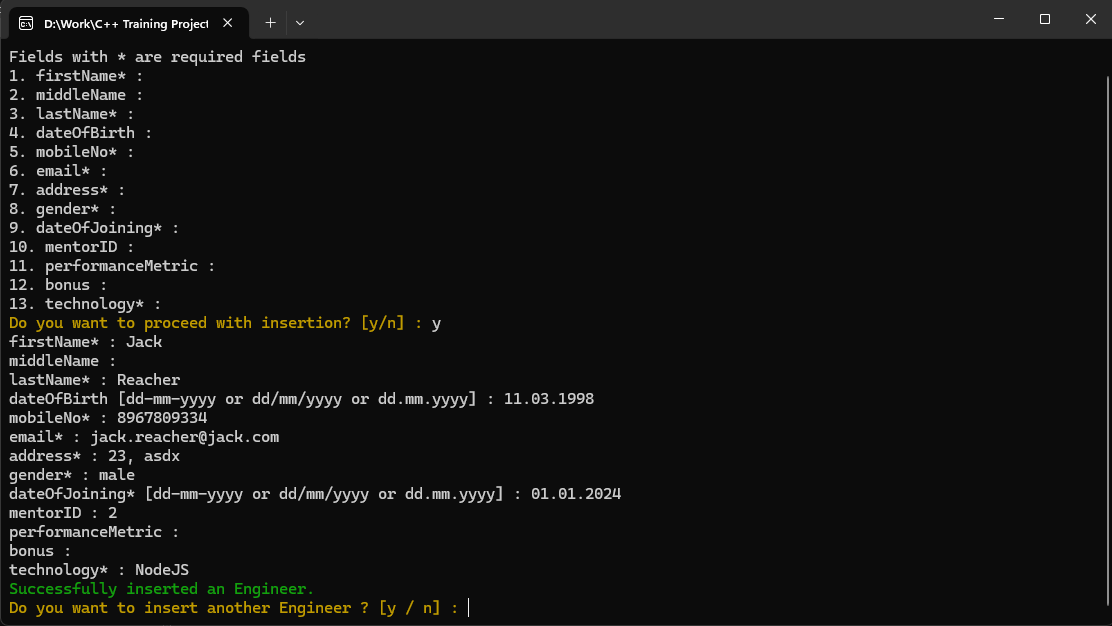 D:\Work\C++ Training Project
Fields with * are required fields
1. firstName* :
2. middleName :
3. lastName* :
4. dateOfBirth :
5. mobileNo* :
6. email* :
7. address* :
8. gender* :
9. dateOfJoining* :
10. mentorID :
11. performanceMetric :
12. bonus :
13. technology* :
Do you want to proceed with insertion? [y/n] : y
firstName* : Jack
middleName :
lastName* : Reacher
dateOfBirth [dd-mm-yyyy or dd/mm/yyyy or dd.mm.yyyy] : 11.03.1998
mobileNo* : 8967809334
email* : jack.reacher@jack.com
address* : 23, asdx
gender* : male
dateOfJoining* [dd-mm-yyyy or dd/mm/yyyy or dd.mm.yyyy] : 01.01.2024
mentorID : 2
performanceMetric :
bonus :
technology* : NodeJS
Successfully inserted an Engineer.
Do you want to insert another Engineer ? [y / n] :